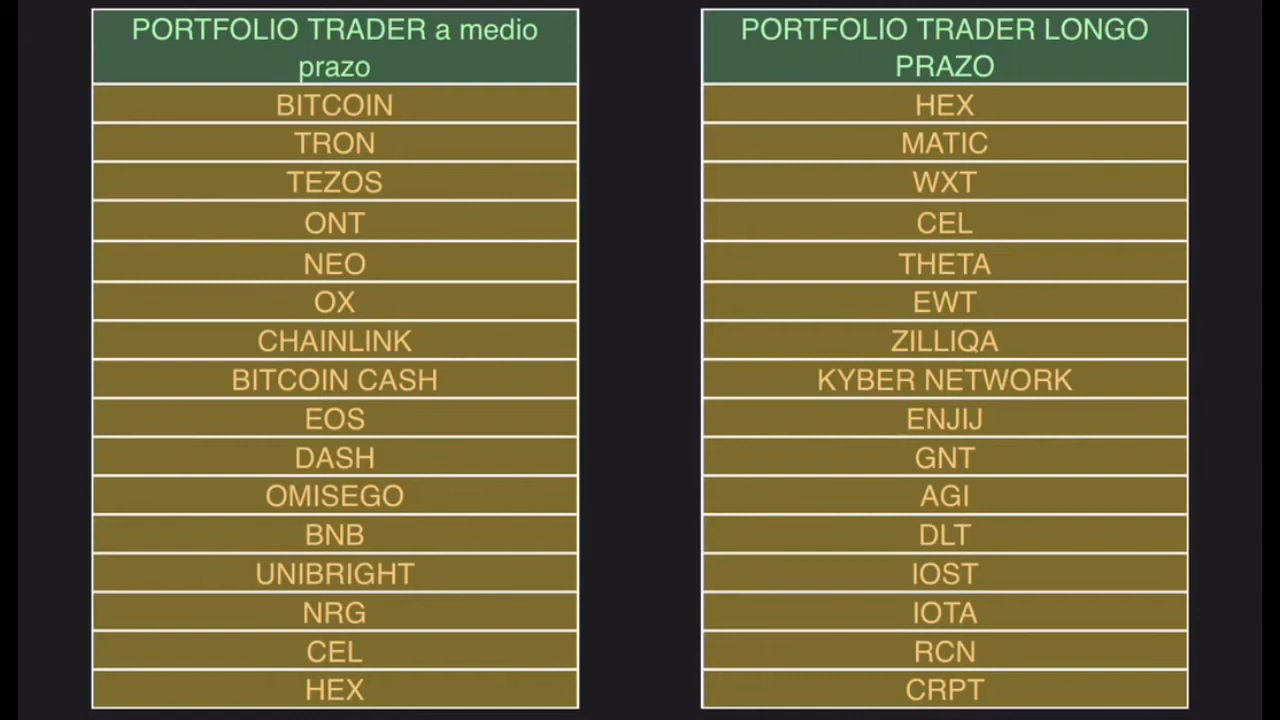 PORTFOLIO TRADER a medio
prazo
BITCOIN
TRON
TEZOS
ONT
NEO
OX
CHAINLINK
BITCOIN CASH
EOS
DASH
OMISEGO
BNB
UNIBRIGHT
NRG
CEL
HEX
PORTFOLIO TRADER LONGO
PRAZO
HEX
MATIC
WXT
CEL
THETA
EWT
ZILLIQA
KYBER NETWORK
ENJIJ
GNT
AGI
DLT
IOST
IOTA
RCN
CRPT